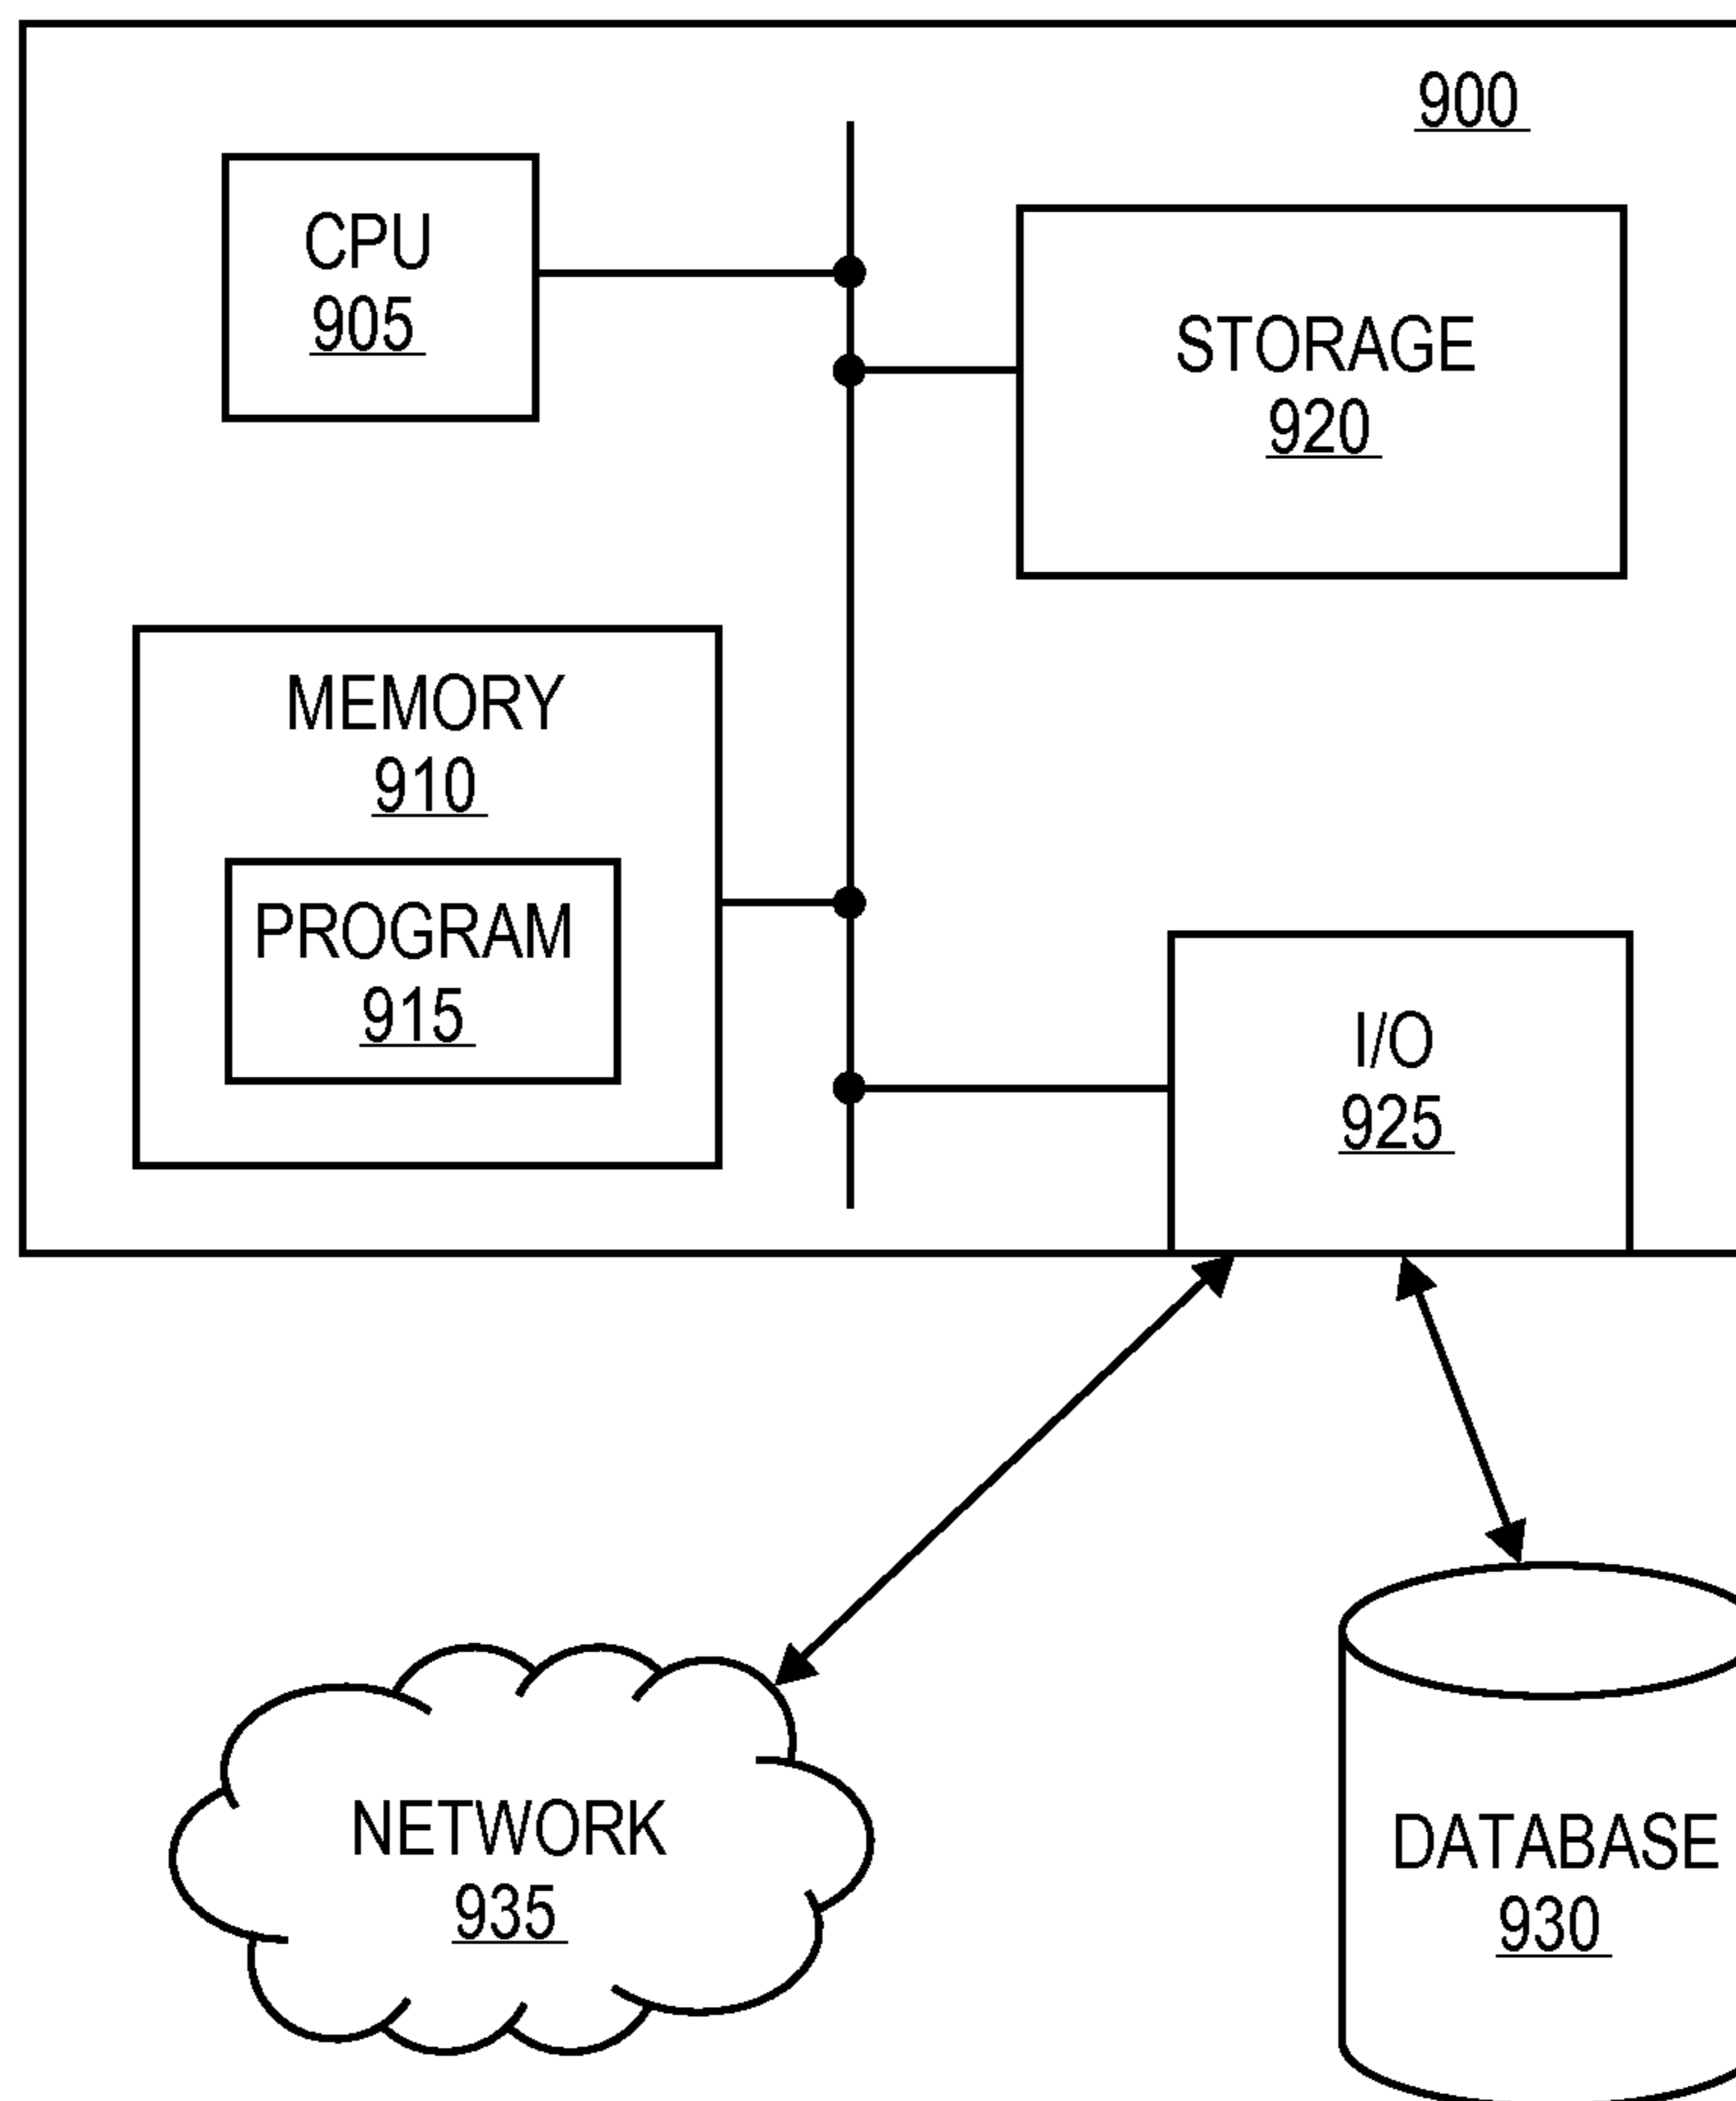 900
CPU
905
STORAGE
920
MEMORY
910
PROGRAM
915
I/O
925
NETWORK
935
DATABASE
930